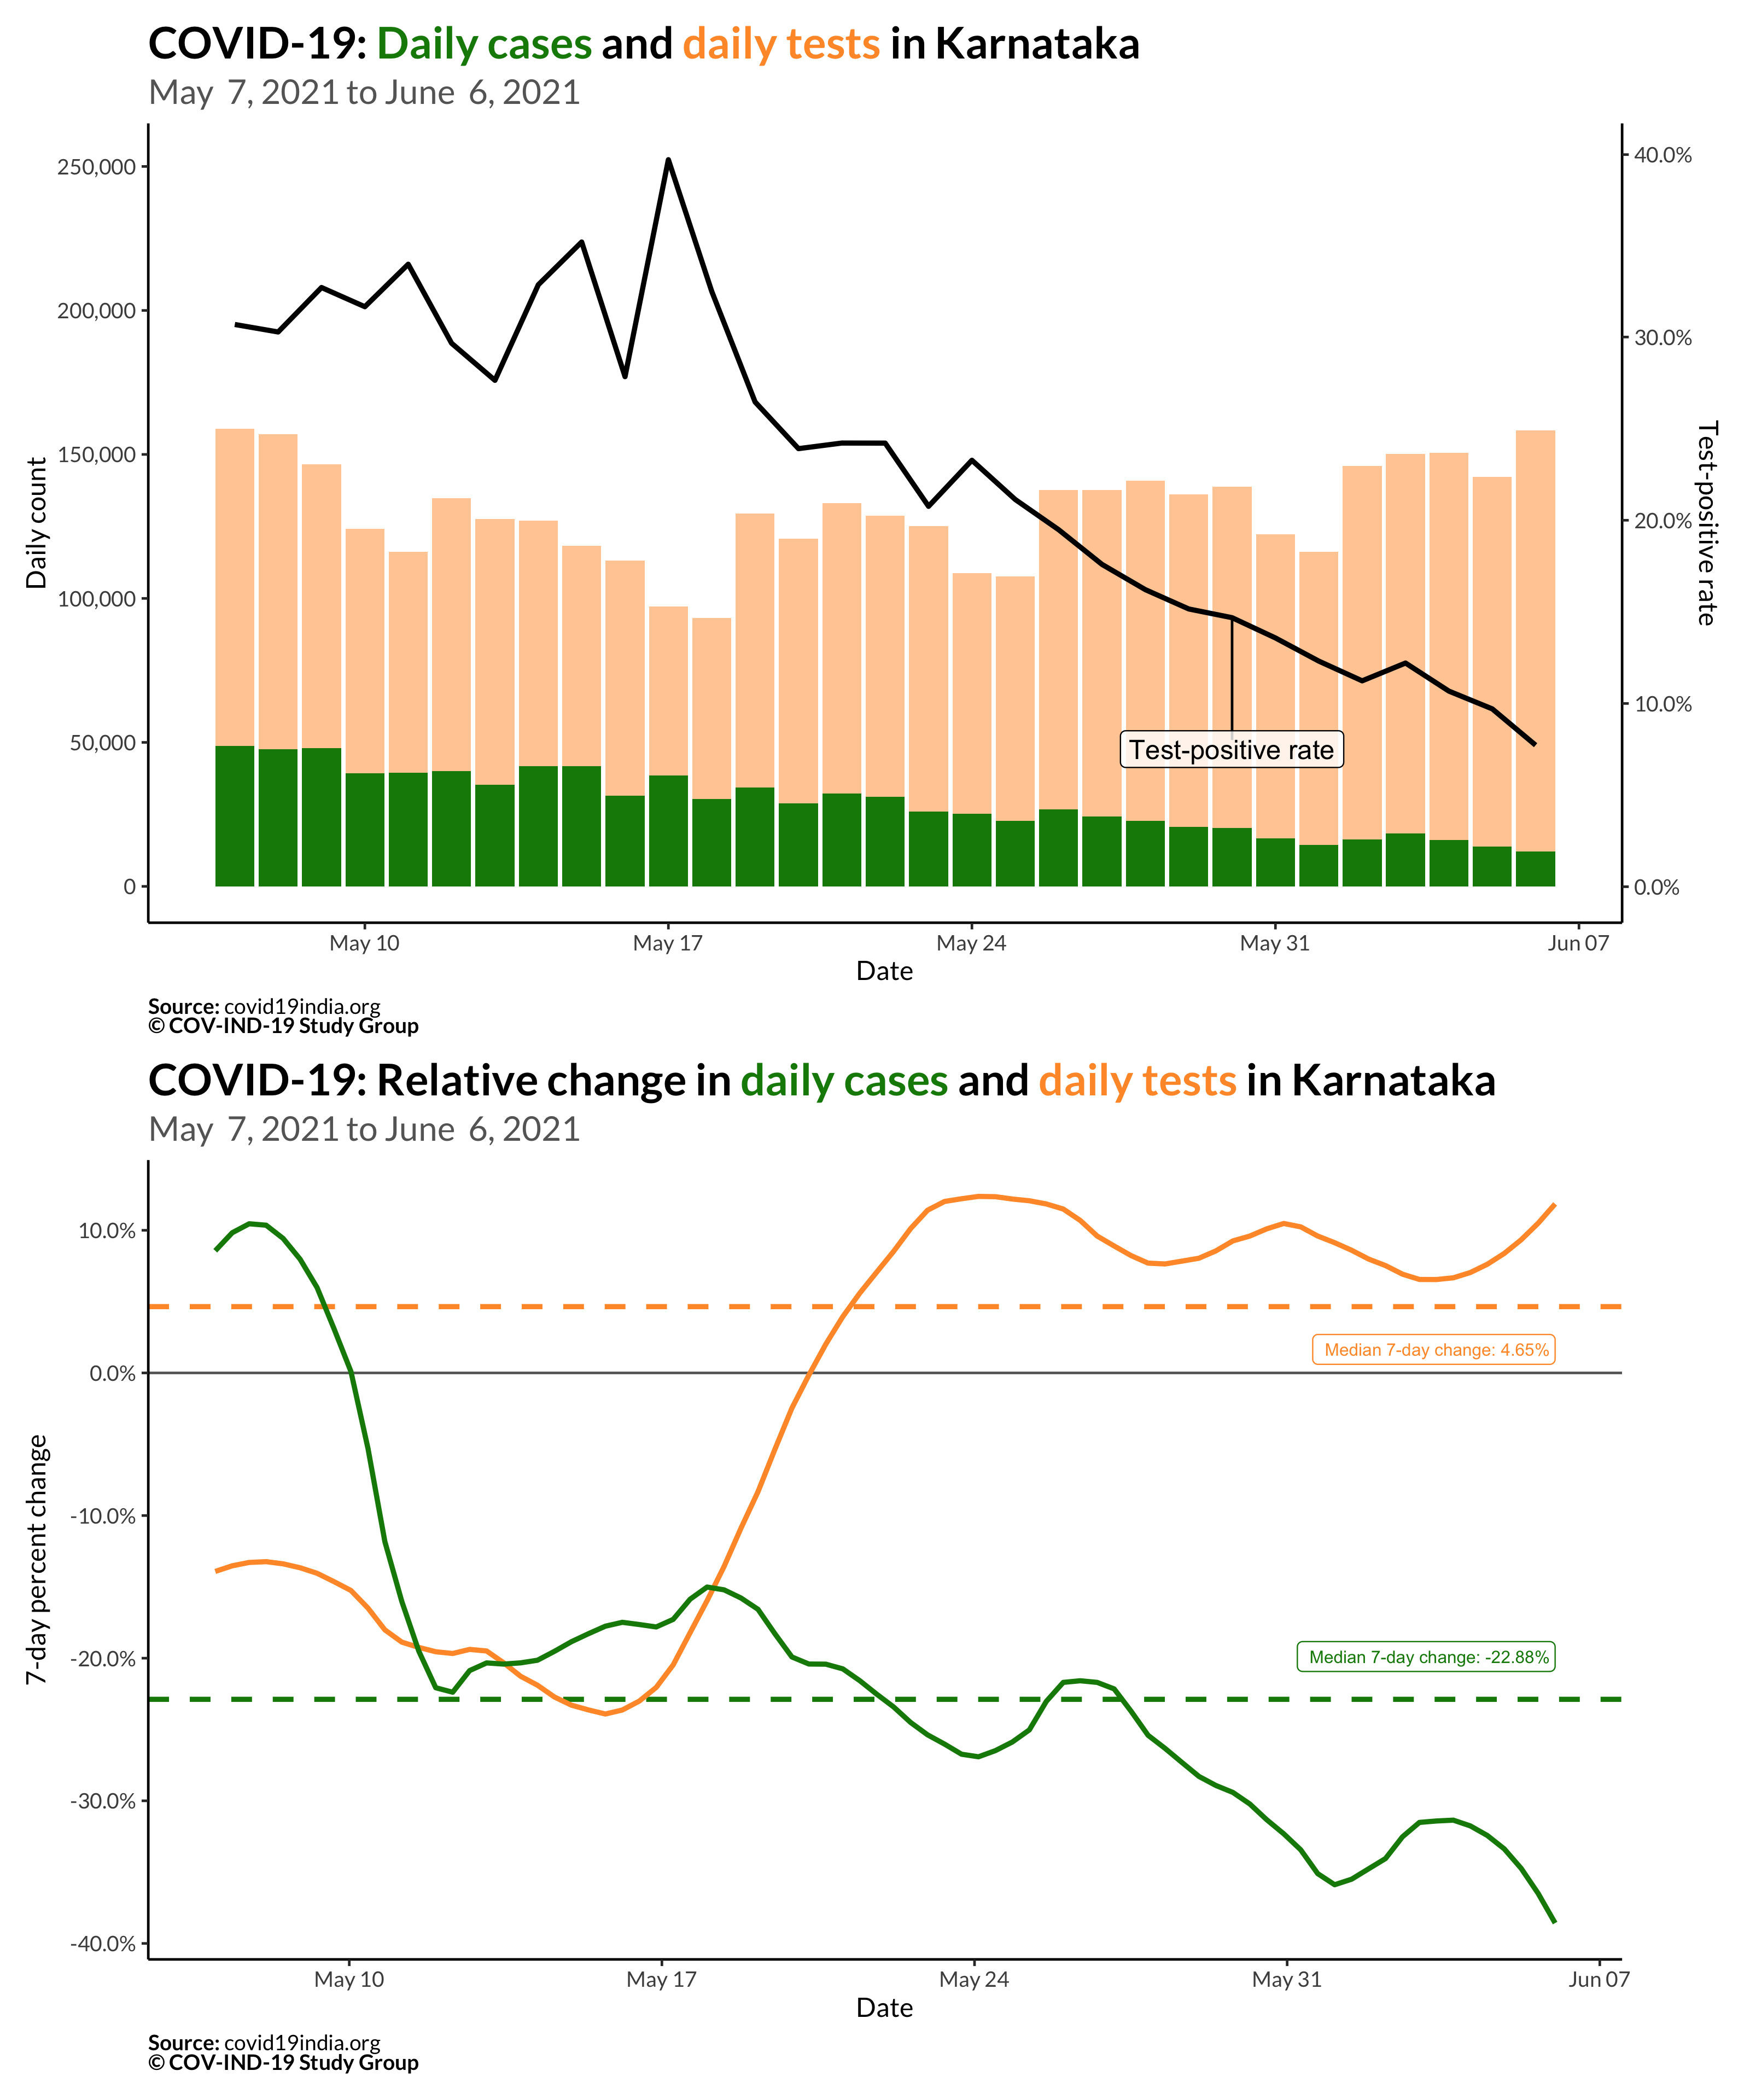 COVID-19: Daily cases and daily tests in Karnataka
May 7, 2021 to June 6, 2021
250,000
200,000
150,000
100,000
50,000
0
Daily count
40.0%
30.0%
20.0%
10.0%
0.0%
Test-positive rate
Test-positive rate
May 10
May 17
May 24
May 31
Jun 07
Date
Source: covid19india.org
© COV-IND-19 Study Group
COVID-19: Relative change in daily cases and daily tests in Karnataka
May 7, 2021 to June 6, 2021
10.0%
0.0%
-10.0%
-20.0%
-30.0%
-40.0%
7-day percent change
Median 7-day change: 4.65%
Median 7-day change: -22.88%
May 10
May 17
May 24
May 31
Jun 07
Date
Source: covid19india.org
© COV-IND-19 Study Group